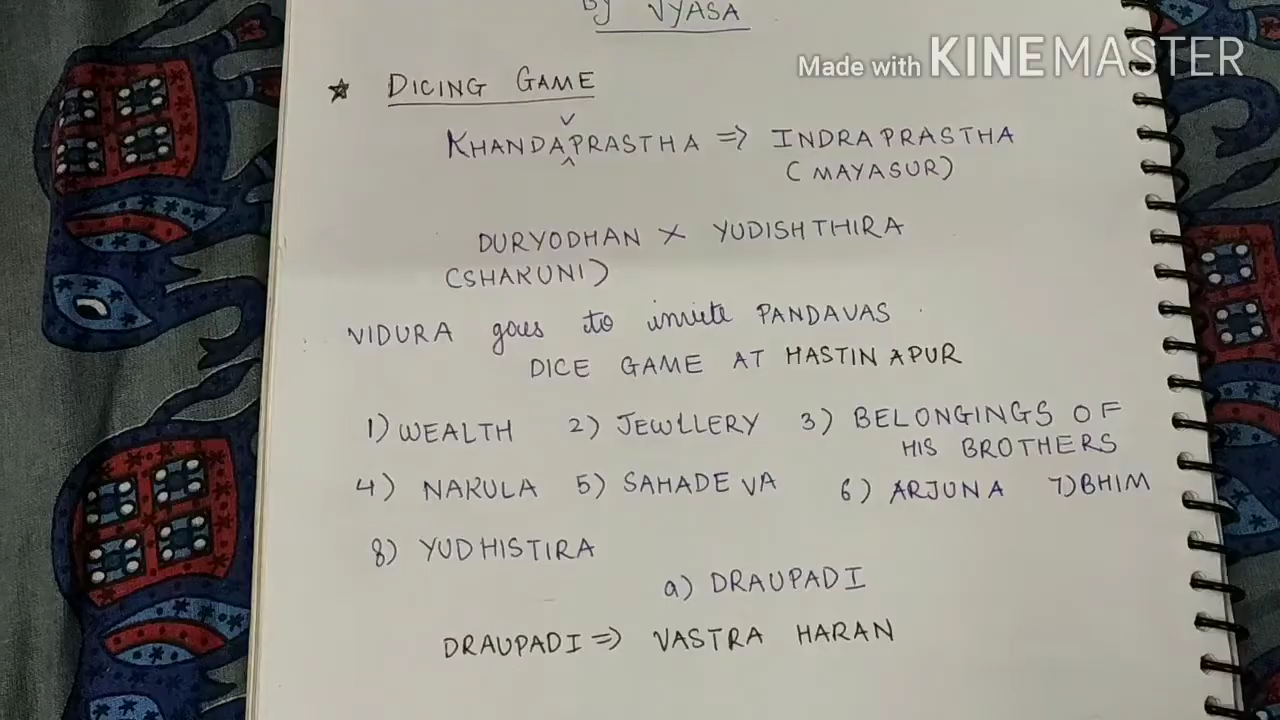 By VYASA
Made with KINEMASTER
☆ DICING GAME
KHANDAVPRASTHA => INDRAPRASTHA
(MAYASUR)
DURYODHAN X YUDISHTHIRA
(SHAKUNI)
VIDURA goes to invite PANDAVAS
DICE GAME AT HASTINAPUR
1) WEALTH 2) JEWLLERY 3) BELONGINGS OF
HIS BROTHERS
4) NAKULA 5) SAHADEVA 6) ARJUNA 7) BHIM
8) YUDHISTIRA
a) DRAUPADI
DRAUPADI => VASTRA HARAN